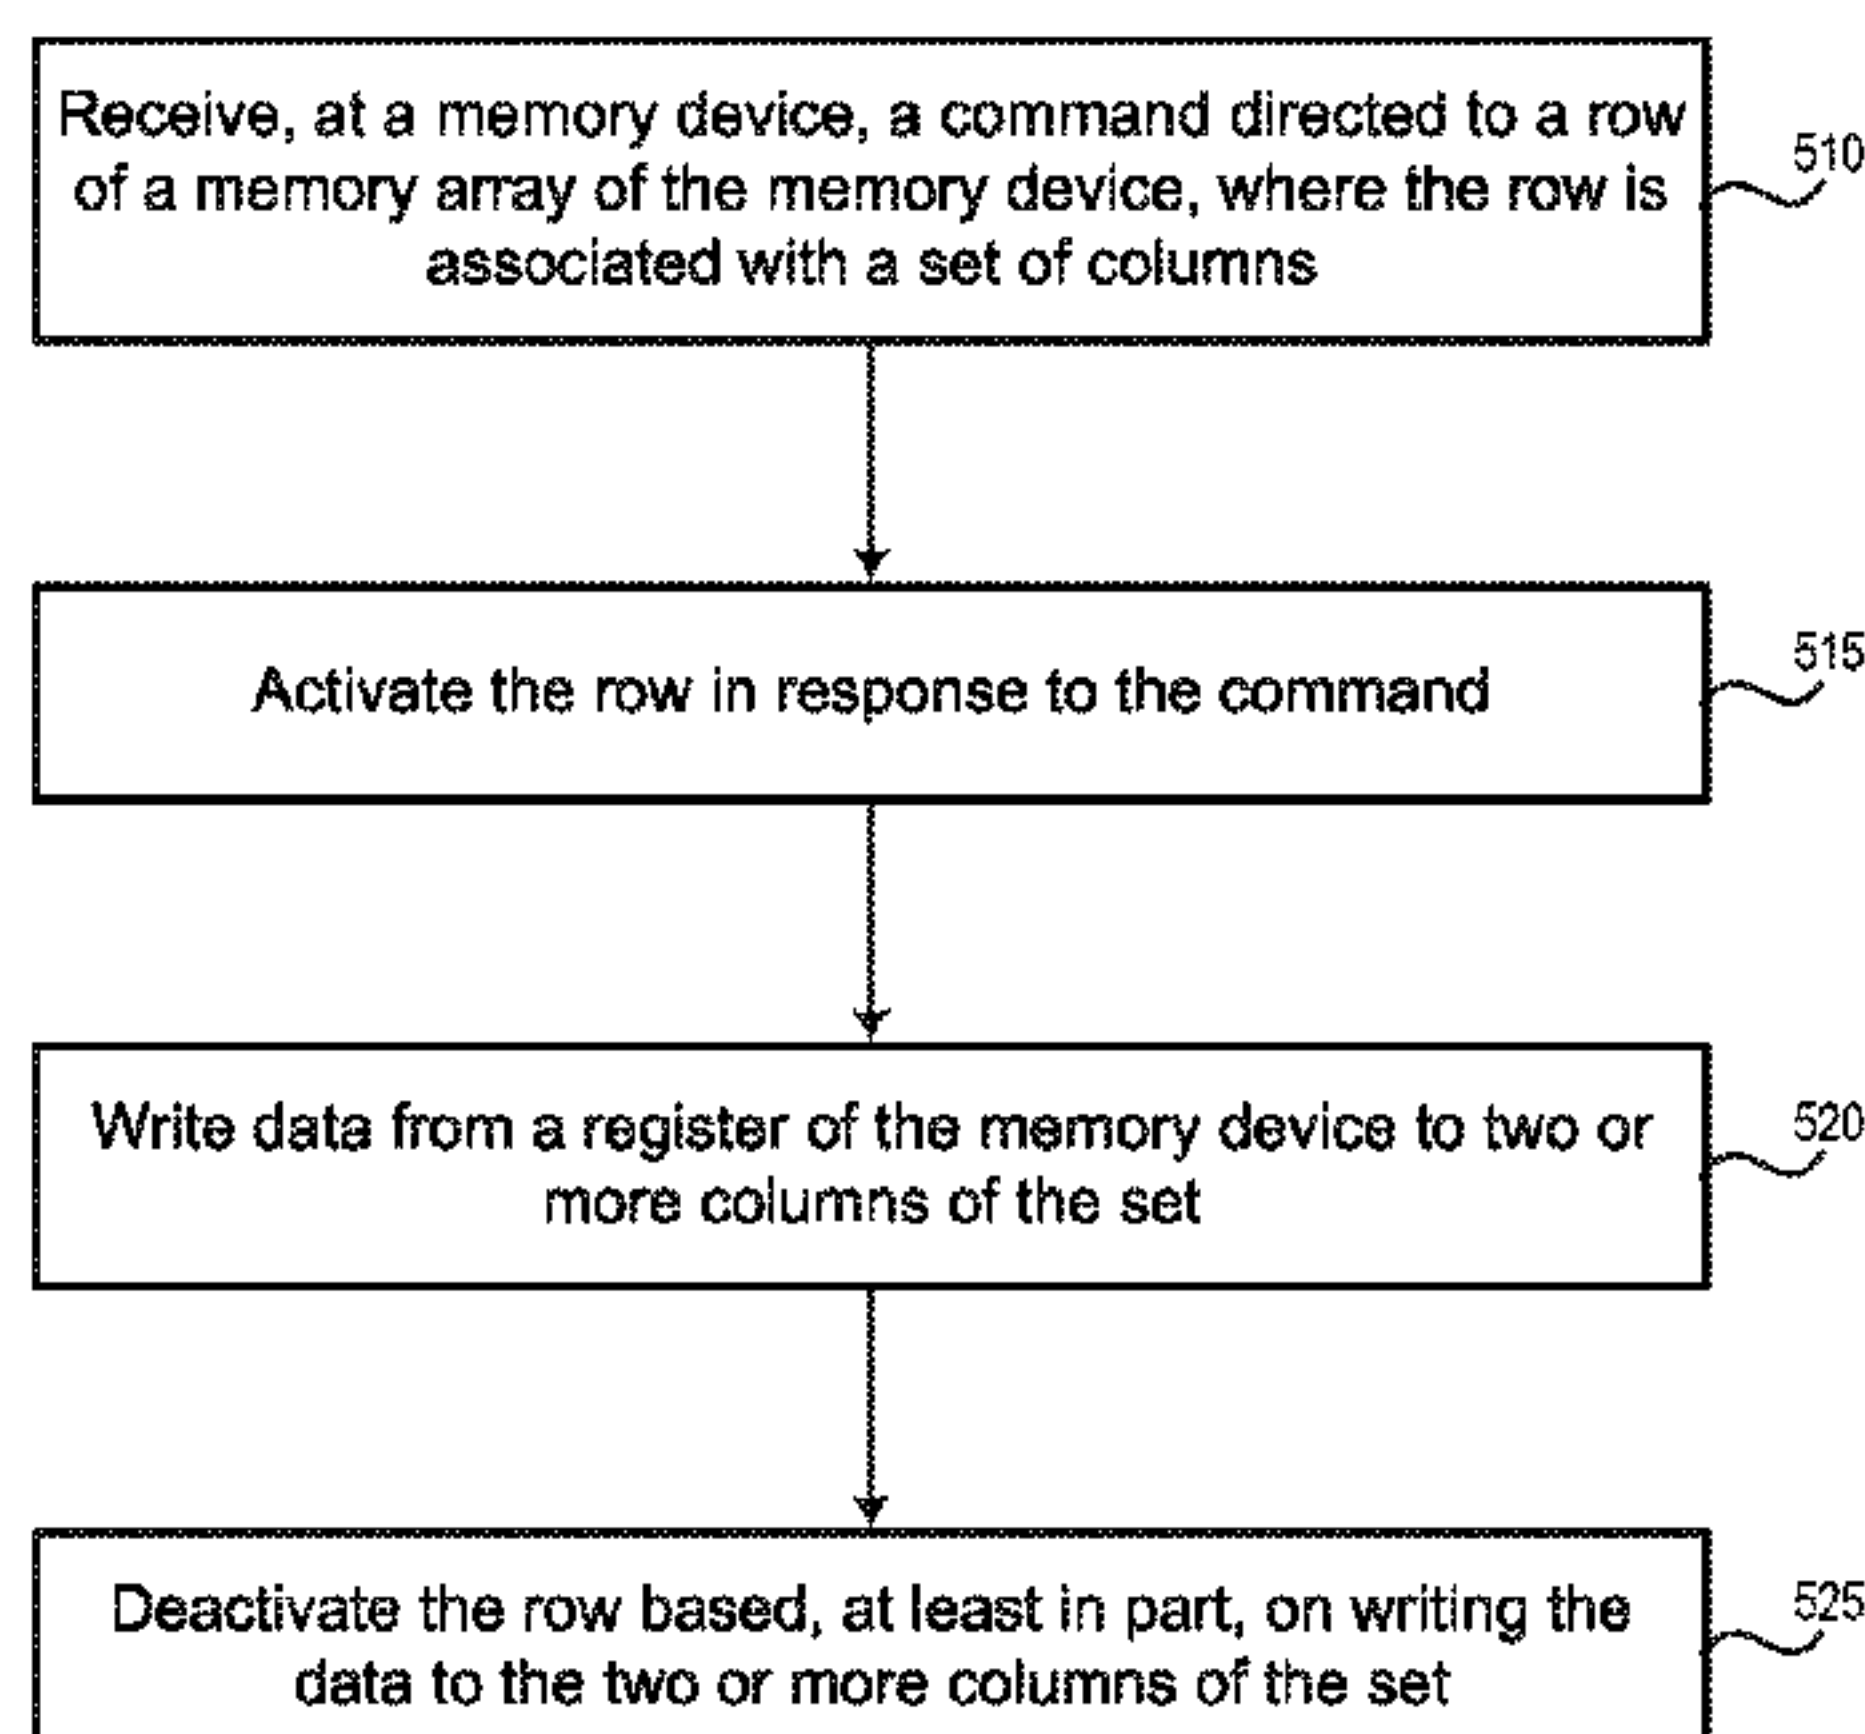 Receive, at a memory device, a command directed to a row
of a memory array of the memory device, where the row is
associated with a set of columns
510
Activate the row in response to the command
515
Write data from a register of the memory device to two or
more columns of the set
520
Deactivate the row based, at least in part, on writing the
data to the two or more columns of the set
525